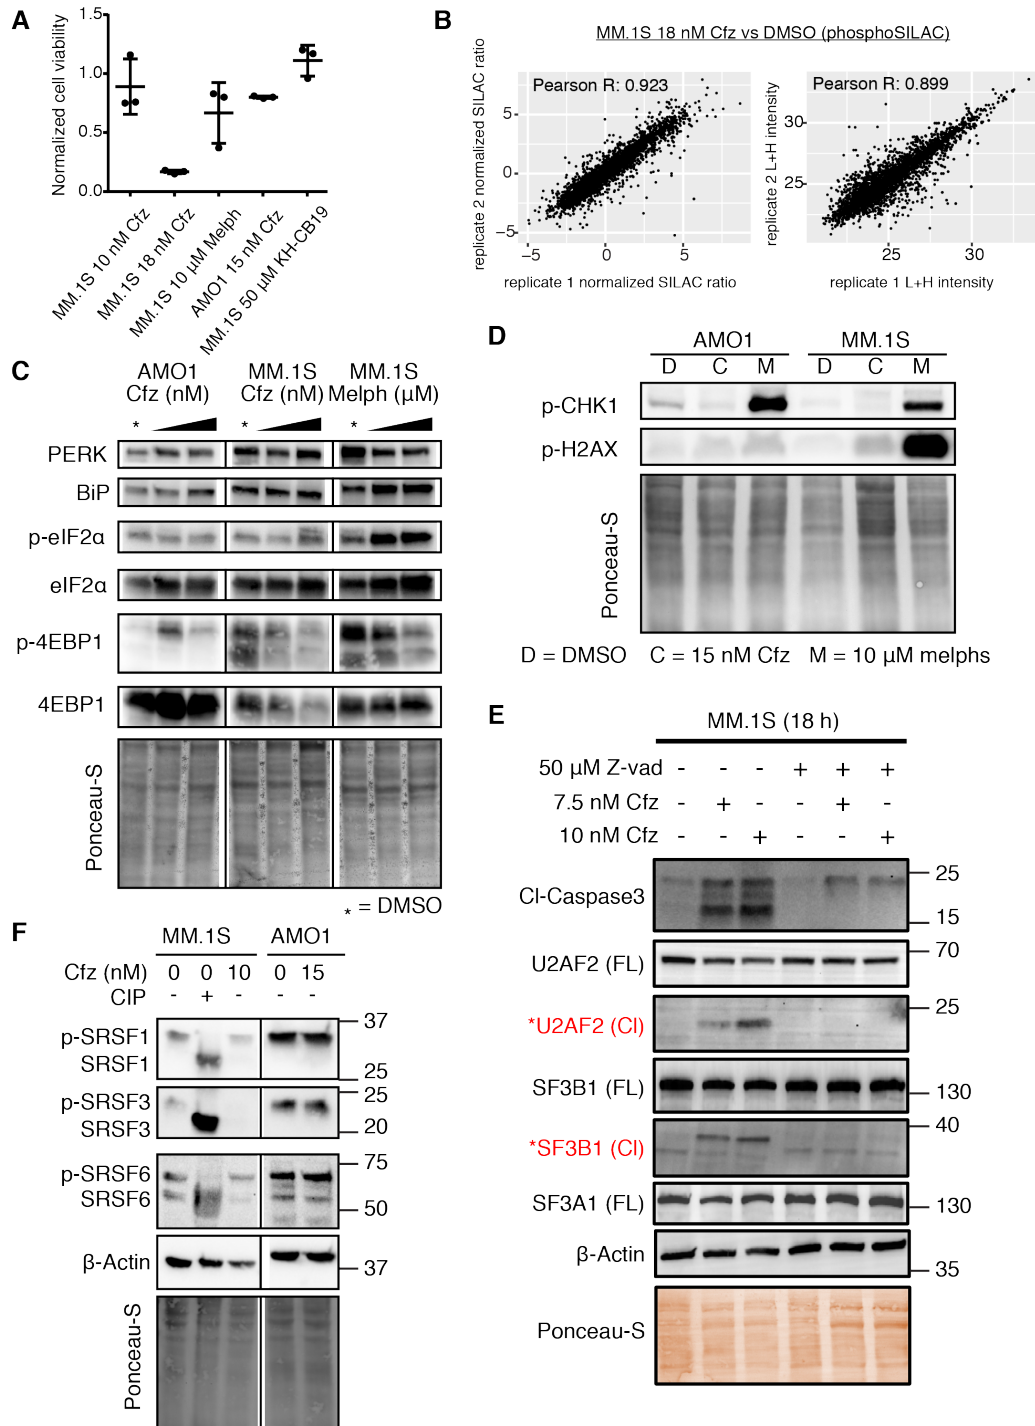 A
Normalized cell viability
1.5
1.0
0.5
0.0
MM.1S 10 nM Cfz
MM.1S 18 nM Cfz
MM.1S 10 µM Melph
AMO1 15 nM Cfz
MM.1S 50 µM KH-CB19
B
MM.1S 18 nM Cfz vs DMSO (phosphoSILAC)
Pearson R: 0.923
replicate 2 normalized SILAC ratio
5
0
−5
−5 0 5
replicate 1 normalized SILAC ratio
Pearson R: 0.899
replicate 2 L+H intensity
30
25
25 30
replicate 1 L+H intensity
C
AMO1 MM.1S MM.1S
Cfz (nM) Cfz (nM) Melph (µM)
* * *
PERK
BiP
p-eIF2α
eIF2α
p-4EBP1
4EBP1
Ponceau-S
* = DMSO
D
AMO1 MM.1S
D C M D C M
p-CHK1
p-H2AX
Ponceau-S
D = DMSO C = 15 nM Cfz M = 10 µM melphs
E
MM.1S (18 h)
50 µM Z-vad - - - + + +
7.5 nM Cfz - + - - + -
10 nM Cfz - - + - - +
Cl-Caspase3 25
15
U2AF2 (FL) 70
*U2AF2 (Cl) 25
SF3B1 (FL) 130
*SF3B1 (Cl) 40
SF3A1 (FL) 130
β-Actin 35
Ponceau-S
F
MM.1S AMO1
Cfz (nM) 0 0 10 0 15
CIP - + - - -
p-SRSF1 37
SRSF1 25
p-SRSF3 25
SRSF3 20
p-SRSF6 75
SRSF6 50
β-Actin 37
Ponceau-S